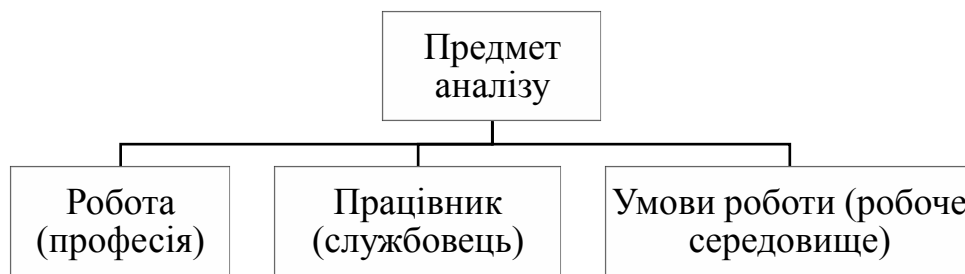 Предмет
аналізу
Робота
(професія)
Працівник
(службовець)
Умови роботи (робоче
середовище)